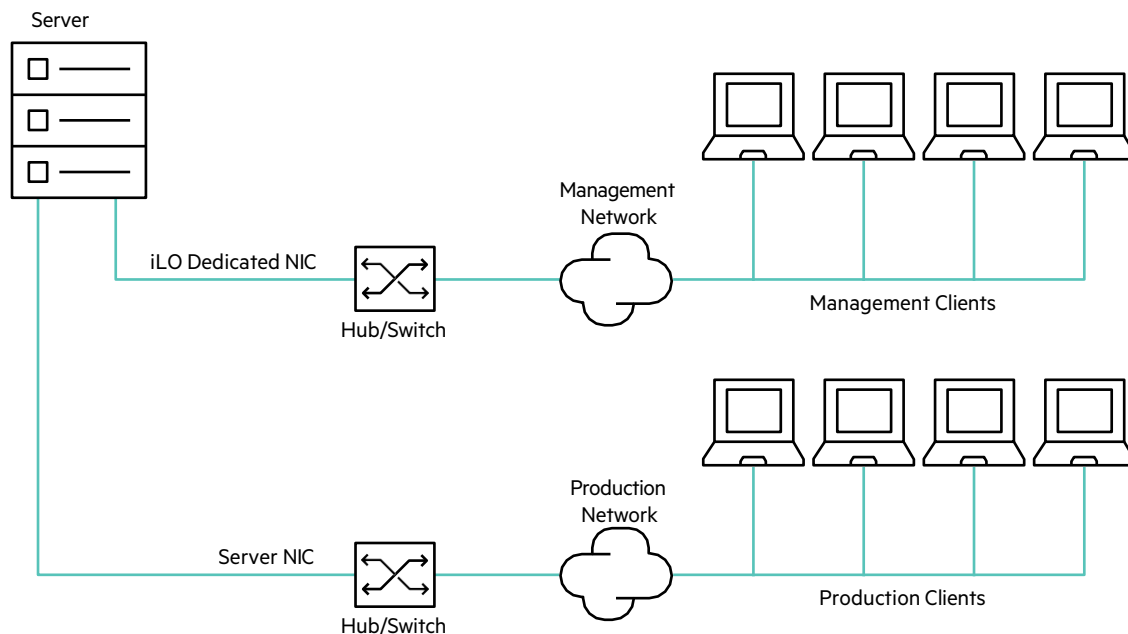 Server
Management
Network
iLO Dedicated NIC
Hub/Switch
Management Clients
Production
Network
Server NIC
Hub/Switch
Production Clients